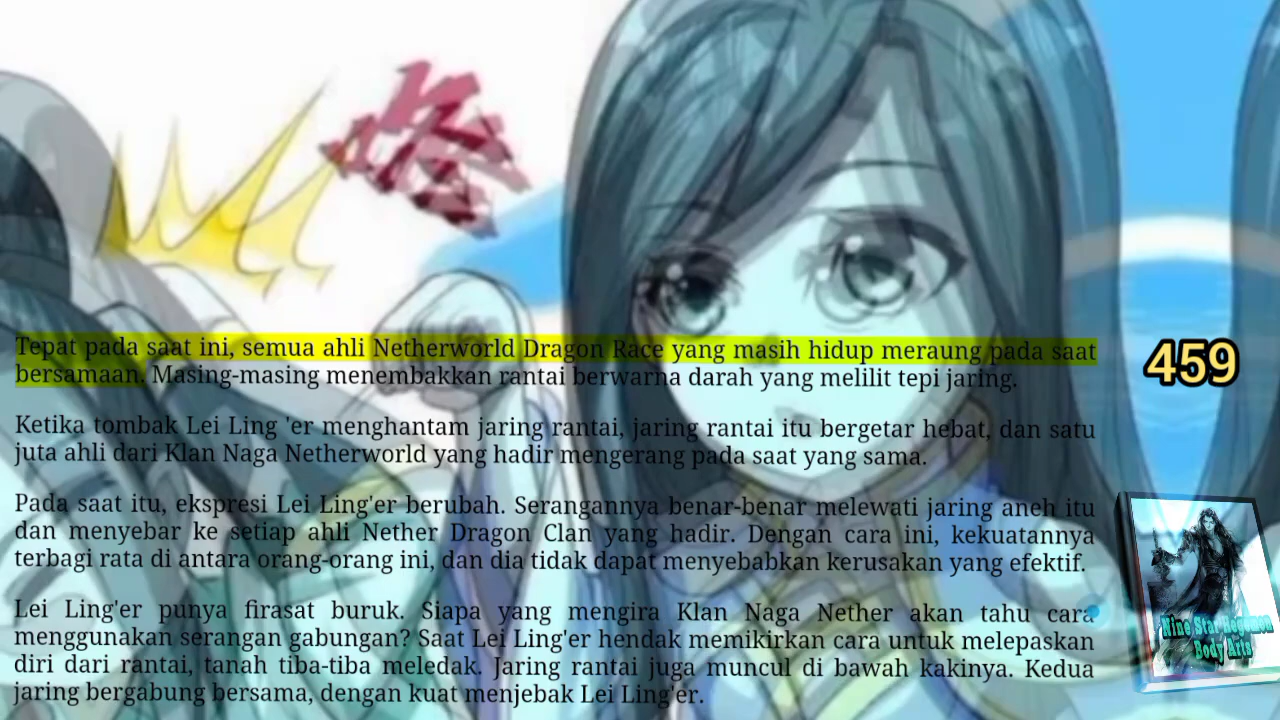 咚
Tepat pada saat ini, semua ahli Netherworld Dragon Race yang masih hidup meraung pada saat
bersamaan. Masing-masing menembakkan rantai berwarna darah yang melilit tepi jaring.
459
Ketika tombak Lei Ling 'er menghantam jaring rantai, jaring rantai itu bergetar hebat, dan satu
juta ahli dari Klan Naga Netherworld yang hadir mengerang pada saat yang sama.
Pada saat itu, ekspresi Lei Ling'er berubah. Serangannya benar-benar melewati jaring aneh itu
dan menyebar ke setiap ahli Nether Dragon Clan yang hadir. Dengan cara ini, kekuatannya
terbagi rata di antara orang-orang ini, dan dia tidak dapat menyebabkan kerusakan yang efektif.
Lei Ling'er punya firasat buruk. Siapa yang mengira Klan Naga Nether akan tahu cara
menggunakan serangan gabungan? Saat Lei Ling'er hendak memikirkan cara untuk melepaskan
diri dari rantai, tanah tiba-tiba meledak. Jaring rantai juga muncul di bawah kakinya. Kedua
jaring bergabung bersama, dengan kuat menjebak Lei Ling'er.
Nine Star Hegemon
Body Arts